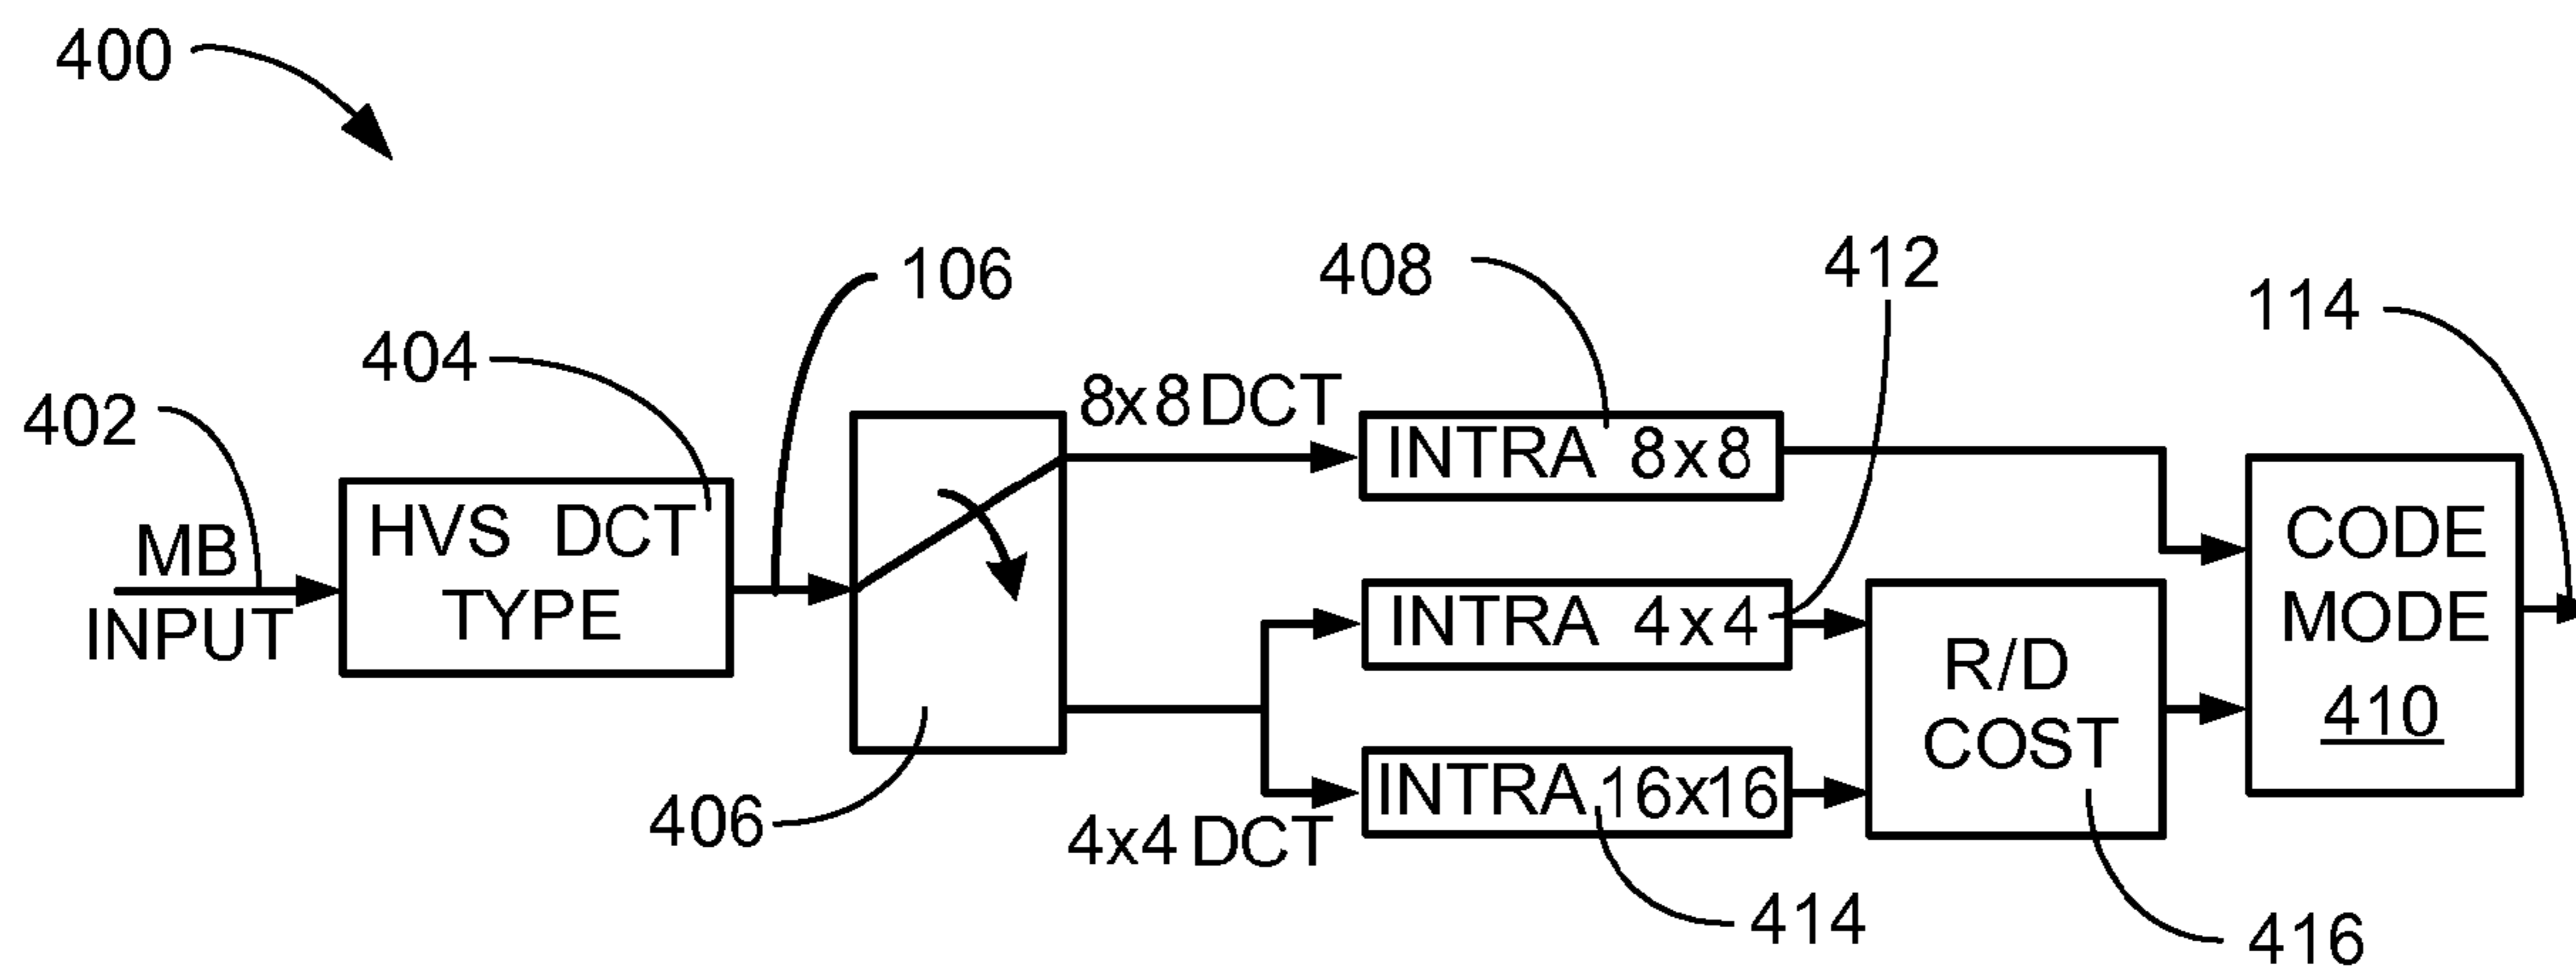 400
402
MB
INPUT
404
HVS DCT
TYPE
106
406
8x8 DCT
4x4 DCT
408
INTRA 8x8
412
INTRA 4x4
INTRA 16x16
414
R/D
COST
416
114
CODE
MODE
410